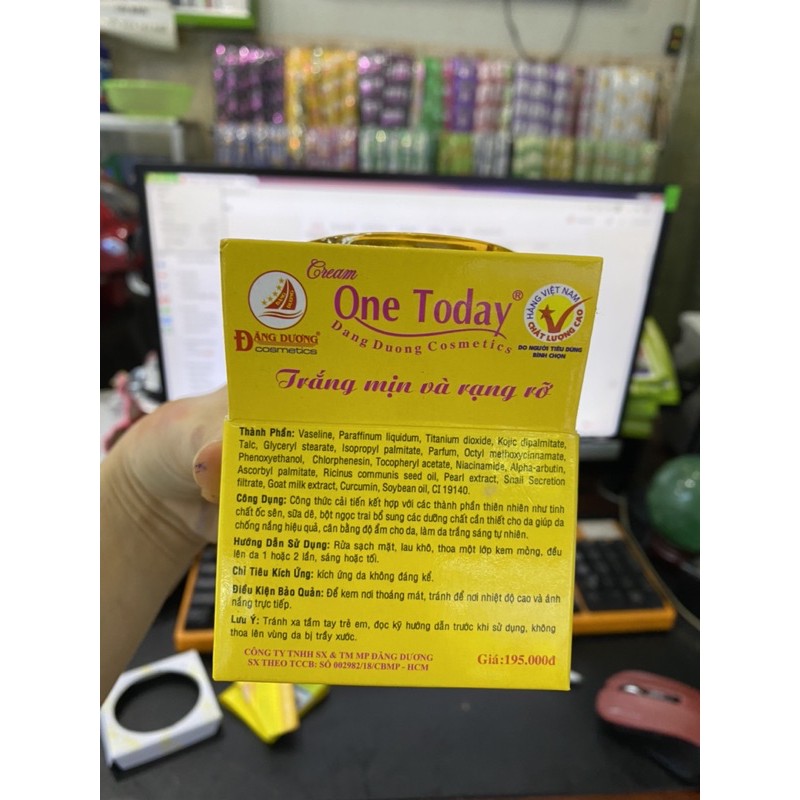 Cream
One Today®
Dang Duong Cosmetics
ĐĂNG DƯƠNG®
cosmetics
HÀNG VIỆT NAM
CHẤT LƯỢNG CAO
DO NGƯỜI TIÊU DÙNG
BÌNH CHỌN
Trắng mịn và rạng rỡ
Thành Phần: Vaseline, Paraffinum liquidum, Titanium dioxide, Kojic dipalmitate,
Talc, Glyceryl stearate, Isopropyl palmitate, Parfum, Octyl methoxycinnamate,
Phenoxyethanol, Chlorphenesin, Tocopheryl acetate, Niacinamide, Alpha-arbutin,
Ascorbyl palmitate, Ricinus communis seed oil, Pearl extract, Snail Secretion
filtrate, Goat milk extract, Curcumin, Soybean oil, CI 19140.
Công Dụng: Công thức cải tiến kết hợp với các thành phần thiên nhiên như tinh
chất ốc sên, sữa dê, bột ngọc trai bổ sung các dưỡng chất cần thiết cho da giúp da
chống nắng hiệu quả, cân bằng độ ẩm cho da, làm da trắng sáng tự nhiên.
Hướng Dẫn Sử Dụng: Rửa sạch mặt, lau khô, thoa một lớp kem mỏng, đều
lên da 1 hoặc 2 lần, sáng hoặc tối.
Chỉ Tiêu Kích Ứng: kích ứng da không đáng kể.
Điều Kiện Bảo Quản: Để kem nơi thoáng mát, tránh để nơi nhiệt độ cao và ánh
nắng trực tiếp.
Lưu Ý: Tránh xa tầm tay trẻ em, đọc kỹ hướng dẫn trước khi sử dụng, không
thoa lên vùng da bị trầy xước.
CÔNG TY TNHH SX & TM MP ĐĂNG DƯƠNG
SX THEO TCCB: SỐ 002982/18/CBMP - HCM
Giá:195.000đ